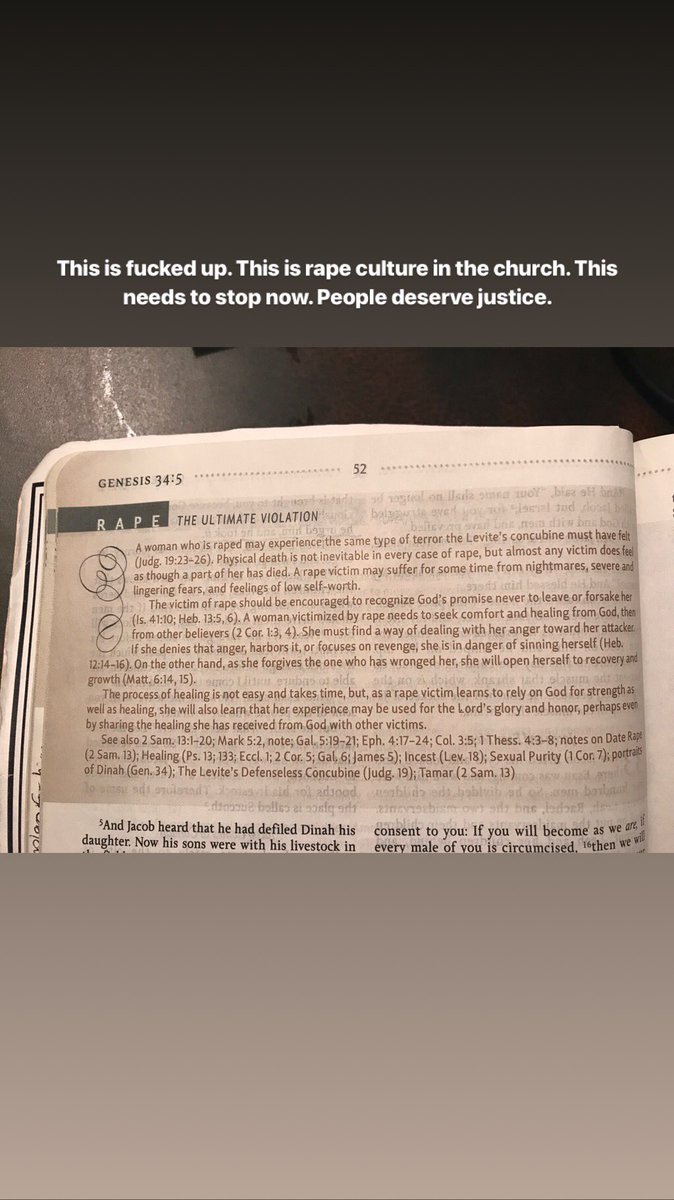 This is fucked up. This is rape culture in the church. This
needs to stop now. People deserve justice.
GENESIS 34:5
52
RAPE THE ULTIMATE VIOLATION
A woman who is raped may experience the same type of terror the Levite's concubine must have felt
(Judg. 19:23–26). Physical death is not inevitable in every case of rape, but almost any victim does feel
as though a part of her has died. A rape victim may suffer for some time from nightmares, severe and
lingering fears, and feelings of low self-worth.
The victim of rape should be encouraged to recognize God's promise never to leave or forsake her
(Is. 41:10; Heb. 13:5, 6). A woman victimized by rape needs to seek comfort and healing from God, then
from other believers (2 Cor. 1:3, 4). She must find a way of dealing with her anger toward her attacker.
If she denies that anger, harbors it, or focuses on revenge, she is in danger of sinning herself (Heb.
12:14–16). On the other hand, as she forgives the one who has wronged her, she will open herself to recovery and
growth (Matt. 6:14, 15).
The process of healing is not easy and takes time, but, as a rape victim learns to rely on God for strength as
well as healing, she will also learn that her experience may be used for the Lord's glory and honor, perhaps even
by sharing the healing she has received from God with other victims.
See also 2 Sam. 13:1–20; Mark 5:2, note; Gal. 5:19–21; Eph. 4:17–24; Col. 3:5; 1 Thess. 4:3–8; notes on Date Rape
(2 Sam. 13); Healing (Ps. 13; 133; Eccl. 1; 2 Cor. 5; Gal. 6; James 5); Incest (Lev. 18); Sexual Purity (1 Cor. 7); portraits
of Dinah (Gen. 34); The Levite's Defenseless Concubine (Judg. 19); Tamar (2 Sam. 13)
5And Jacob heard that he had defiled Dinah his
daughter. Now his sons were with his livestock in
consent to you: If you will become as we are, if
every male of you is circumcised, 16then we will